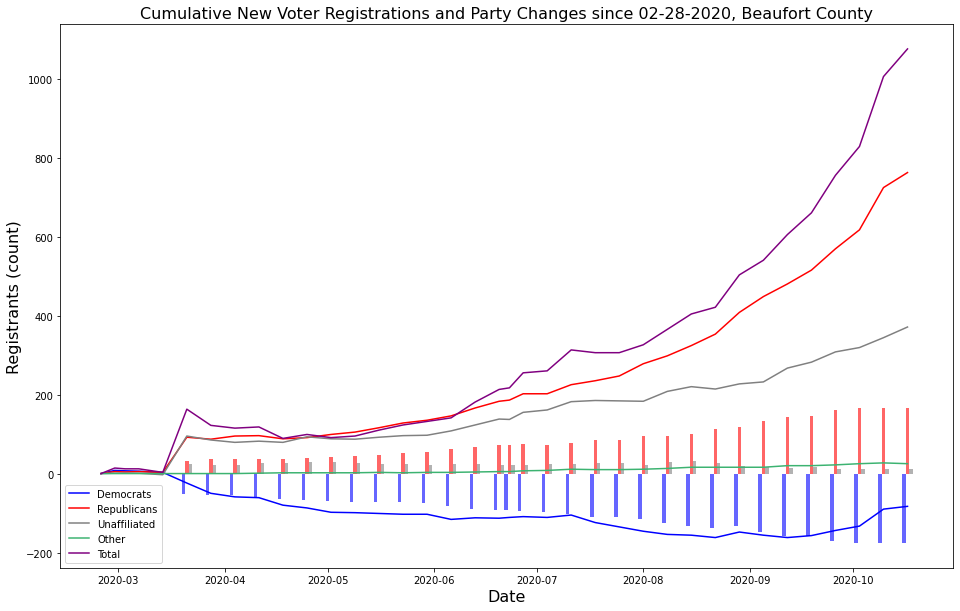 Cumulative New Voter Registrations and Party Changes since 02-28-2020, Beaufort County
Registrants (count)
1000
800
600
400
200
0
−200
Democrats
Republicans
Unaffiliated
Other
Total
2020-03 2020-04 2020-05 2020-06 2020-07 2020-08 2020-09 2020-10
Date